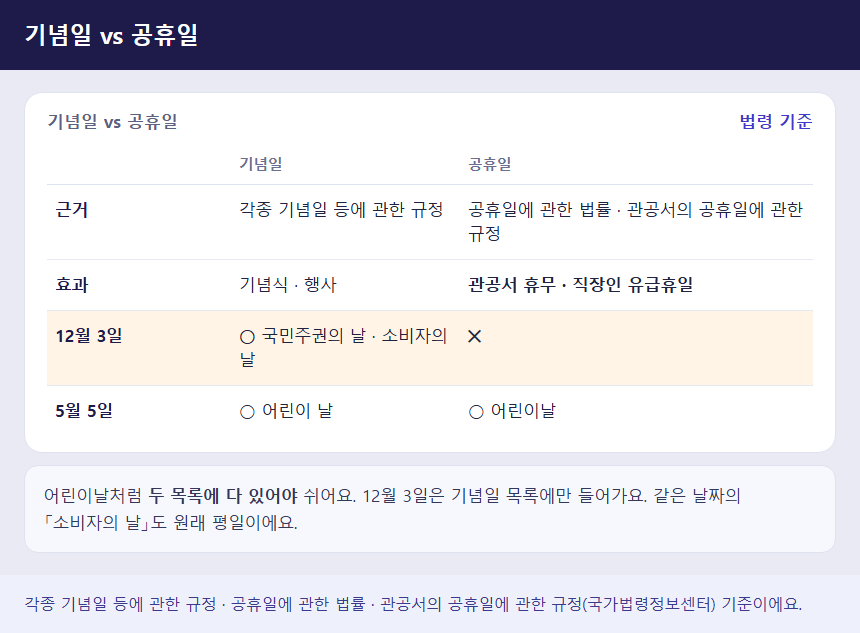 기념일 vs 공휴일
기념일 vs 공휴일
법령 기준
기념일 공휴일
근거 각종 기념일 등에 관한 규정 공휴일에 관한 법률 · 관공서의 공휴일에 관한
규정
효과 기념식 · 행사 관공서 휴무 · 직장인 유급휴일
12월 3일 ○ 국민주권의 날 · 소비자의 ✕
날
5월 5일 ○ 어린이 날 ○ 어린이날
어린이날처럼 두 목록에 다 있어야 쉬어요. 12월 3일은 기념일 목록에만 들어가요. 같은 날짜의
「소비자의 날」도 원래 평일이에요.
각종 기념일 등에 관한 규정 · 공휴일에 관한 법률 · 관공서의 공휴일에 관한 규정(국가법령정보센터) 기준이에요.